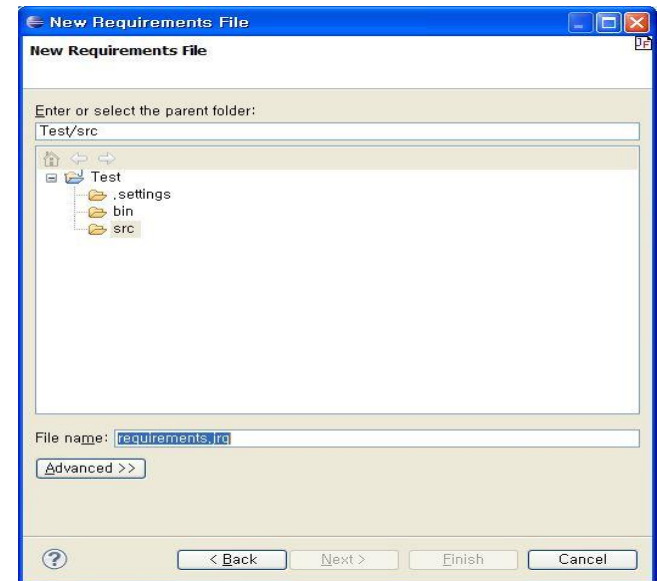 New Requirements File
New Requirements File
Enter or select the parent folder:
Test/src
Test
.settings
bin
src
File name: requirements.jrq
Advanced >>
< Back Next > Finish Cancel